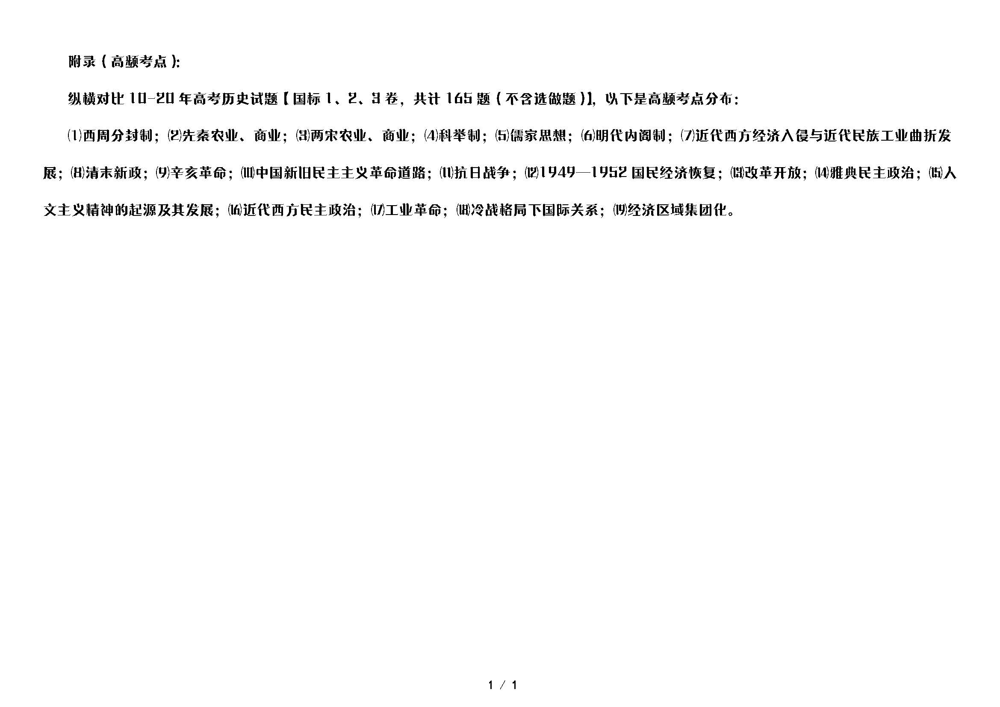 附录（高频考点）：
纵横对比 10-20 年高考历史试题【国标 1、2、3 卷，共计 165 题（不含选做题）】，以下是高频考点分布：
⑴西周分封制；⑵先秦农业、商业；⑶两宋农业、商业；⑷科举制；⑸儒家思想；⑹明代内阁制；⑺近代西方经济入侵与近代民族工业曲折发
展；⑻清末新政；⑼辛亥革命；⑽中国新旧民主主义革命道路；⑾抗日战争；⑿1949—1952 国民经济恢复；⒀改革开放；⒁雅典民主政治；⒂人
文主义精神的起源及其发展；⒃近代西方民主政治；⒄工业革命；⒅冷战格局下国际关系；⒆经济区域集团化。
1 / 1